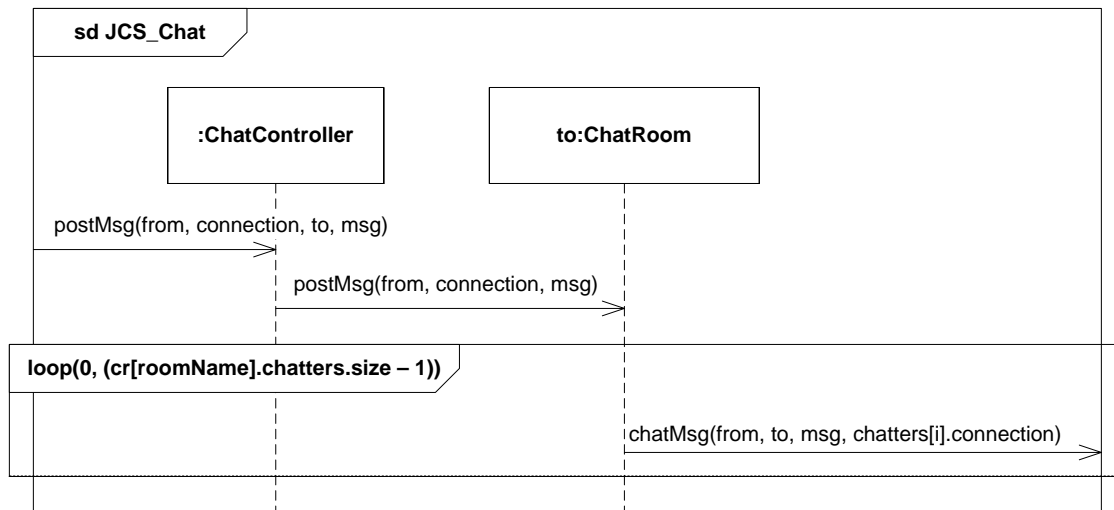 sd JCS_Chat
:ChatController
to:ChatRoom
postMsg(from, connection, to, msg)
postMsg(from, connection, msg)
loop(0, (cr[roomName].chatters.size – 1))
chatMsg(from, to, msg, chatters[i].connection)